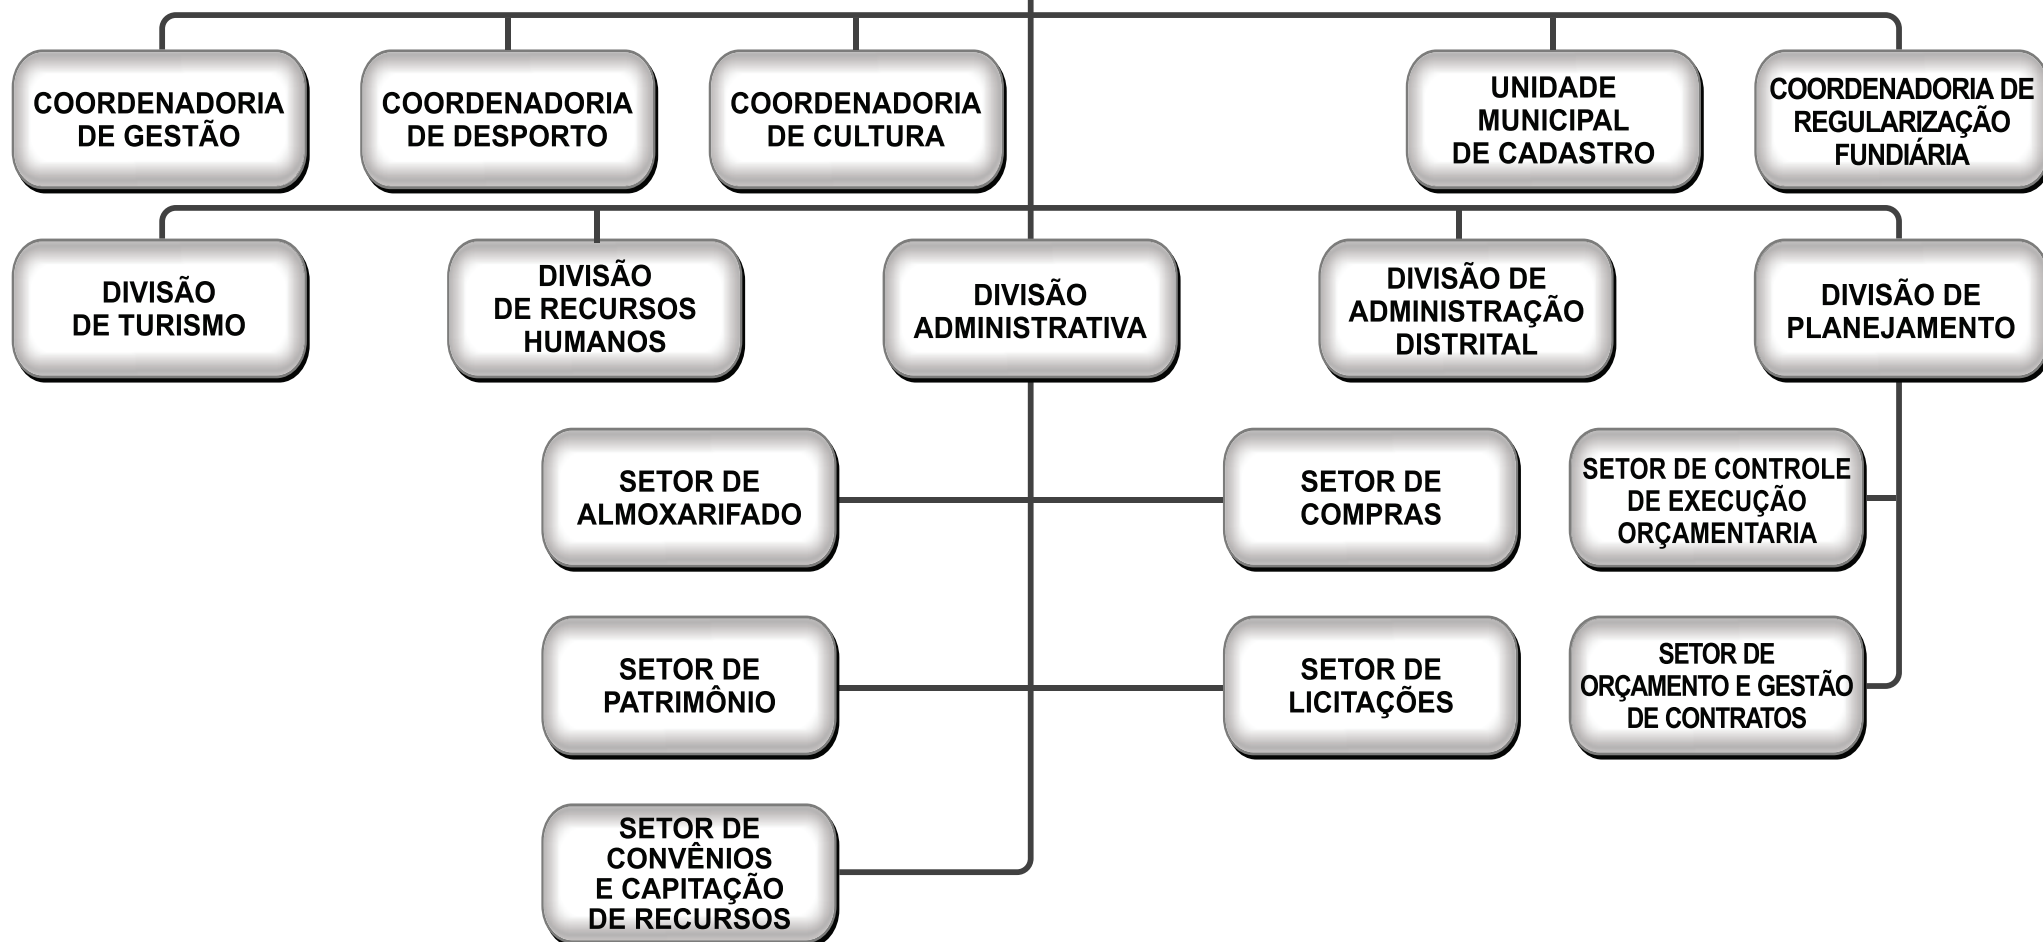 COORDENADORIA
DE GESTÃO
COORDENADORIA
DE DESPORTO
COORDENADORIA
DE CULTURA
UNIDADE
MUNICIPAL
DE CADASTRO
COORDENADORIA DE
REGULARIZAÇÃO
FUNDIÁRIA
DIVISÃO
DE TURISMO
DIVISÃO
DE RECURSOS
HUMANOS
DIVISÃO
ADMINISTRATIVA
DIVISÃO DE
ADMINISTRAÇÃO
DISTRITAL
DIVISÃO DE
PLANEJAMENTO
SETOR DE
ALMOXARIFADO
SETOR DE
COMPRAS
SETOR DE CONTROLE
DE EXECUÇÃO
ORÇAMENTARIA
SETOR DE
PATRIMÔNIO
SETOR DE
LICITAÇÕES
SETOR DE
ORÇAMENTO E GESTÃO
DE CONTRATOS
SETOR DE
CONVÊNIOS
E CAPITAÇÃO
DE RECURSOS